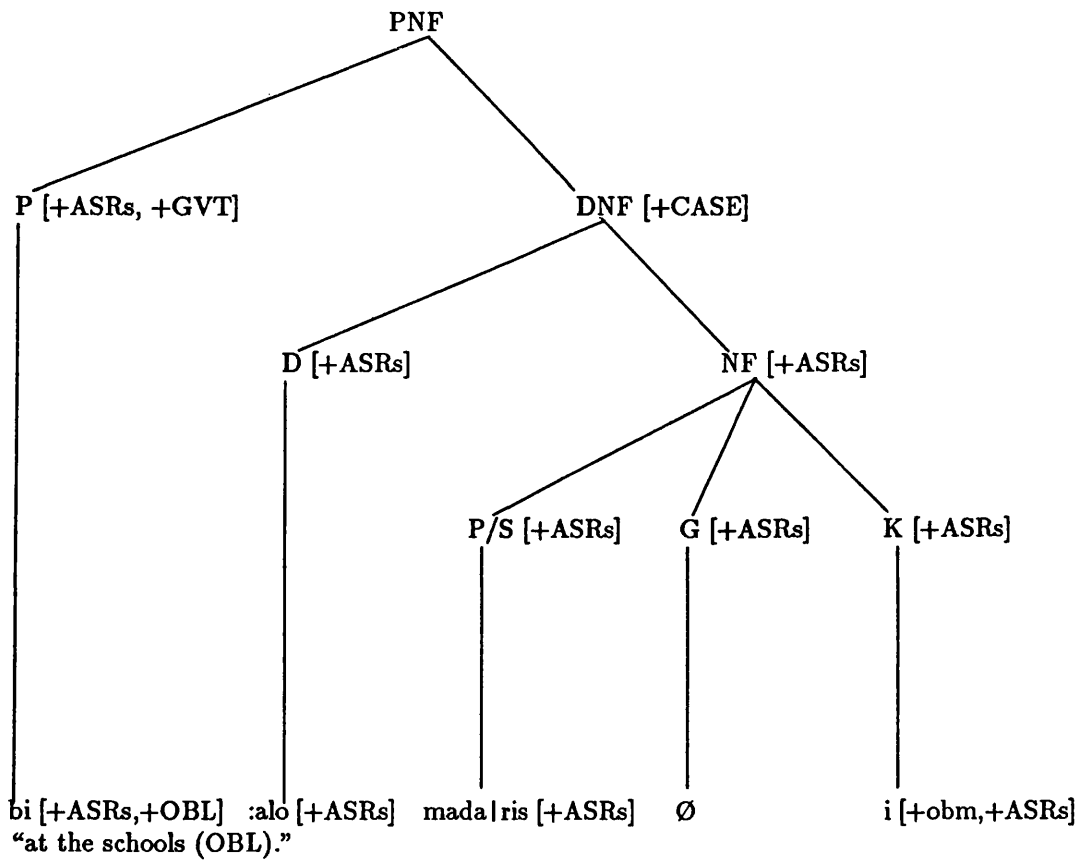 PNF
P [+ASRs, +GVT] DNF [+CASE]
D [+ASRs] NF [+ASRs]
P/S [+ASRs] G [+ASRs] K [+ASRs]
bi [+ASRs,+OBL] :alo [+ASRs] mada|ris [+ASRs] Ø i [+obm,+ASRs]
“at the schools (OBL).”